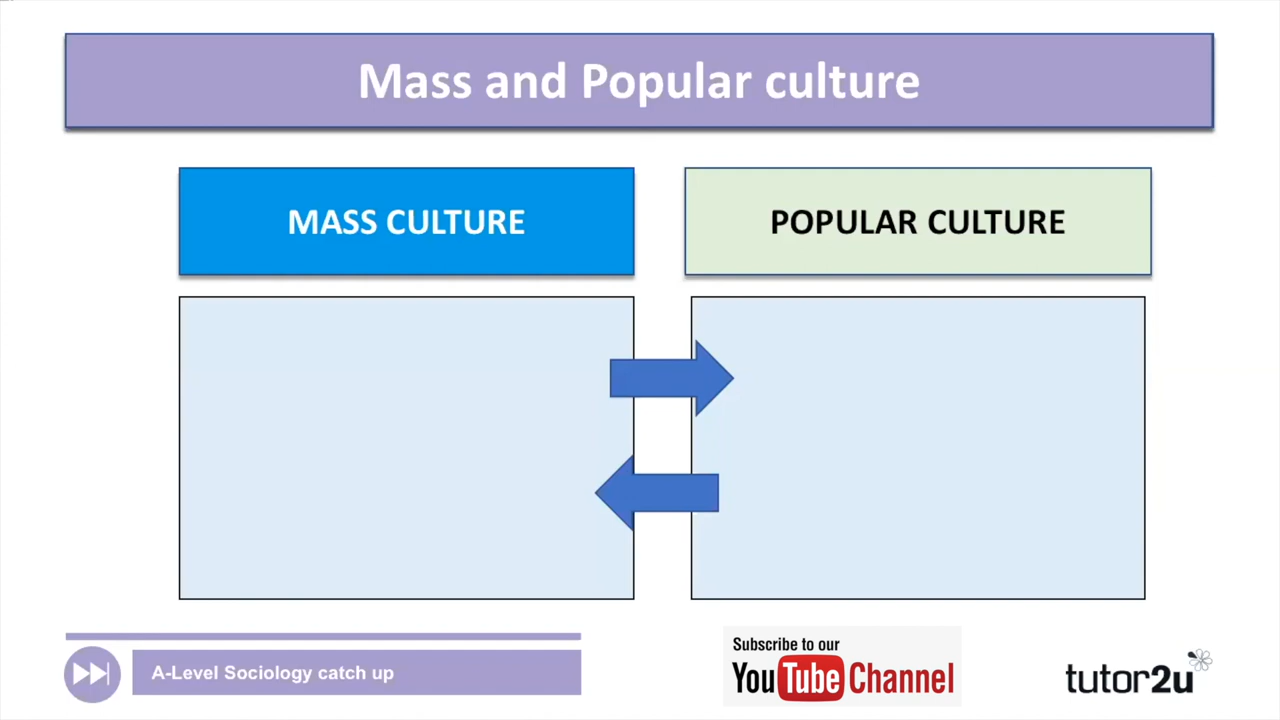 Mass and Popular culture
MASS CULTURE
POPULAR CULTURE
A-Level Sociology catch up
Subscribe to our
YouTube Channel
tutor2u